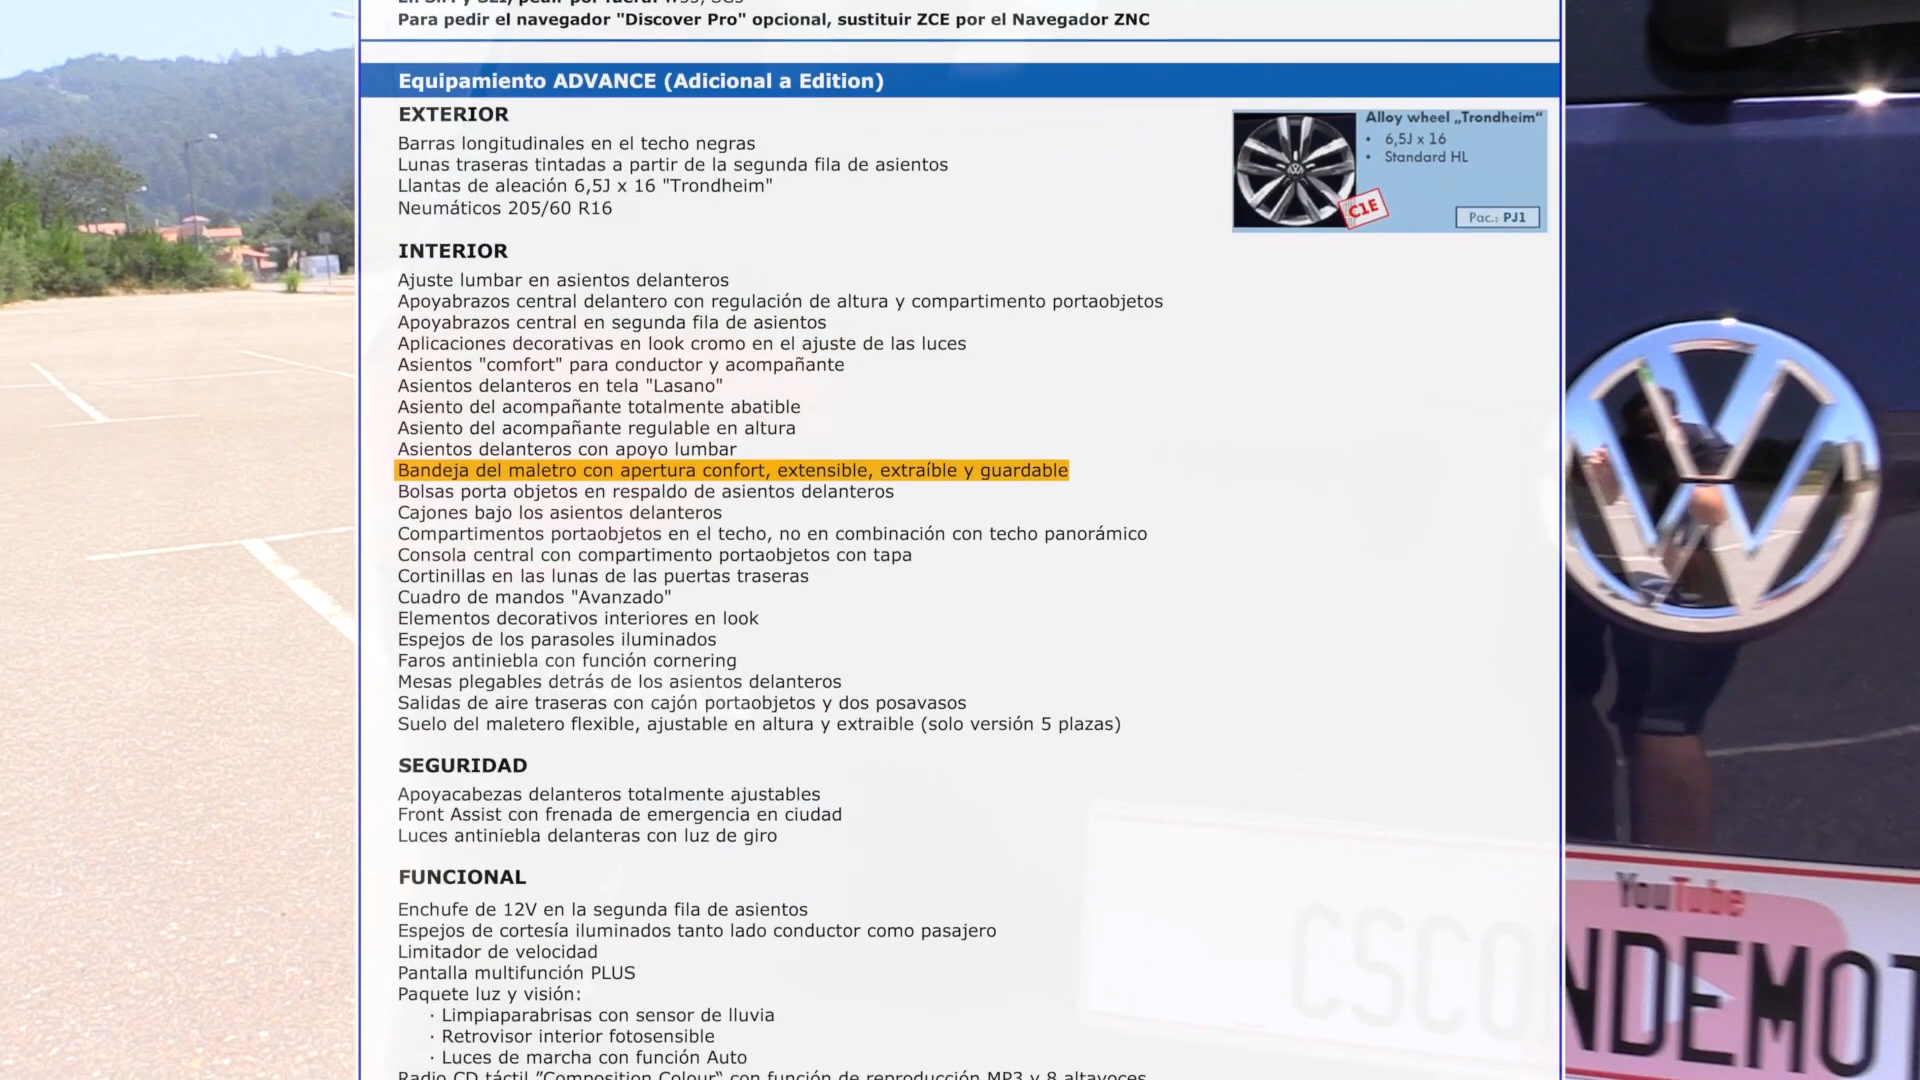 Para pedir el navegador "Discover Pro" opcional, sustituir ZCE por el Navegador ZNC
Equipamiento ADVANCE (Adicional a Edition)
EXTERIOR
Barras longitudinales en el techo negras
Lunas traseras tintadas a partir de la segunda fila de asientos
Llantas de aleación 6,5J x 16 "Trondheim"
Neumáticos 205/60 R16
Alloy wheel „Trondheim“
• 6,5J x 16
• Standard HL
C1E
Pac.: PJ1
INTERIOR
Ajuste lumbar en asientos delanteros
Apoyabrazos central delantero con regulación de altura y compartimento portaobjetos
Apoyabrazos central en segunda fila de asientos
Aplicaciones decorativas en look cromo en el ajuste de las luces
Asientos "comfort" para conductor y acompañante
Asientos delanteros en tela "Lasano"
Asiento del acompañante totalmente abatible
Asiento del acompañante regulable en altura
Asientos delanteros con apoyo lumbar
Bandeja del maletro con apertura confort, extensible, extraíble y guardable
Bolsas porta objetos en respaldo de asientos delanteros
Cajones bajo los asientos delanteros
Compartimentos portaobjetos en el techo, no en combinación con techo panorámico
Consola central con compartimento portaobjetos con tapa
Cortinillas en las lunas de las puertas traseras
Cuadro de mandos "Avanzado"
Elementos decorativos interiores en look
Espejos de los parasoles iluminados
Faros antiniebla con función cornering
Mesas plegables detrás de los asientos delanteros
Salidas de aire traseras con cajón portaobjetos y dos posavasos
Suelo del maletero flexible, ajustable en altura y extraible (solo versión 5 plazas)
SEGURIDAD
Apoyacabezas delanteros totalmente ajustables
Front Assist con frenada de emergencia en ciudad
Luces antiniebla delanteras con luz de giro
FUNCIONAL
Enchufe de 12V en la segunda fila de asientos
Espejos de cortesía iluminados tanto lado conductor como pasajero
Limitador de velocidad
Pantalla multifunción PLUS
Paquete luz y visión:
· Limpiaparabrisas con sensor de lluvia
· Retrovisor interior fotosensible
· Luces de marcha con función Auto
Radio CD táctil ”Composition Colour“ con función de reproducción MP3 y 8 altavoces
YouTube
CSCONDEMOT